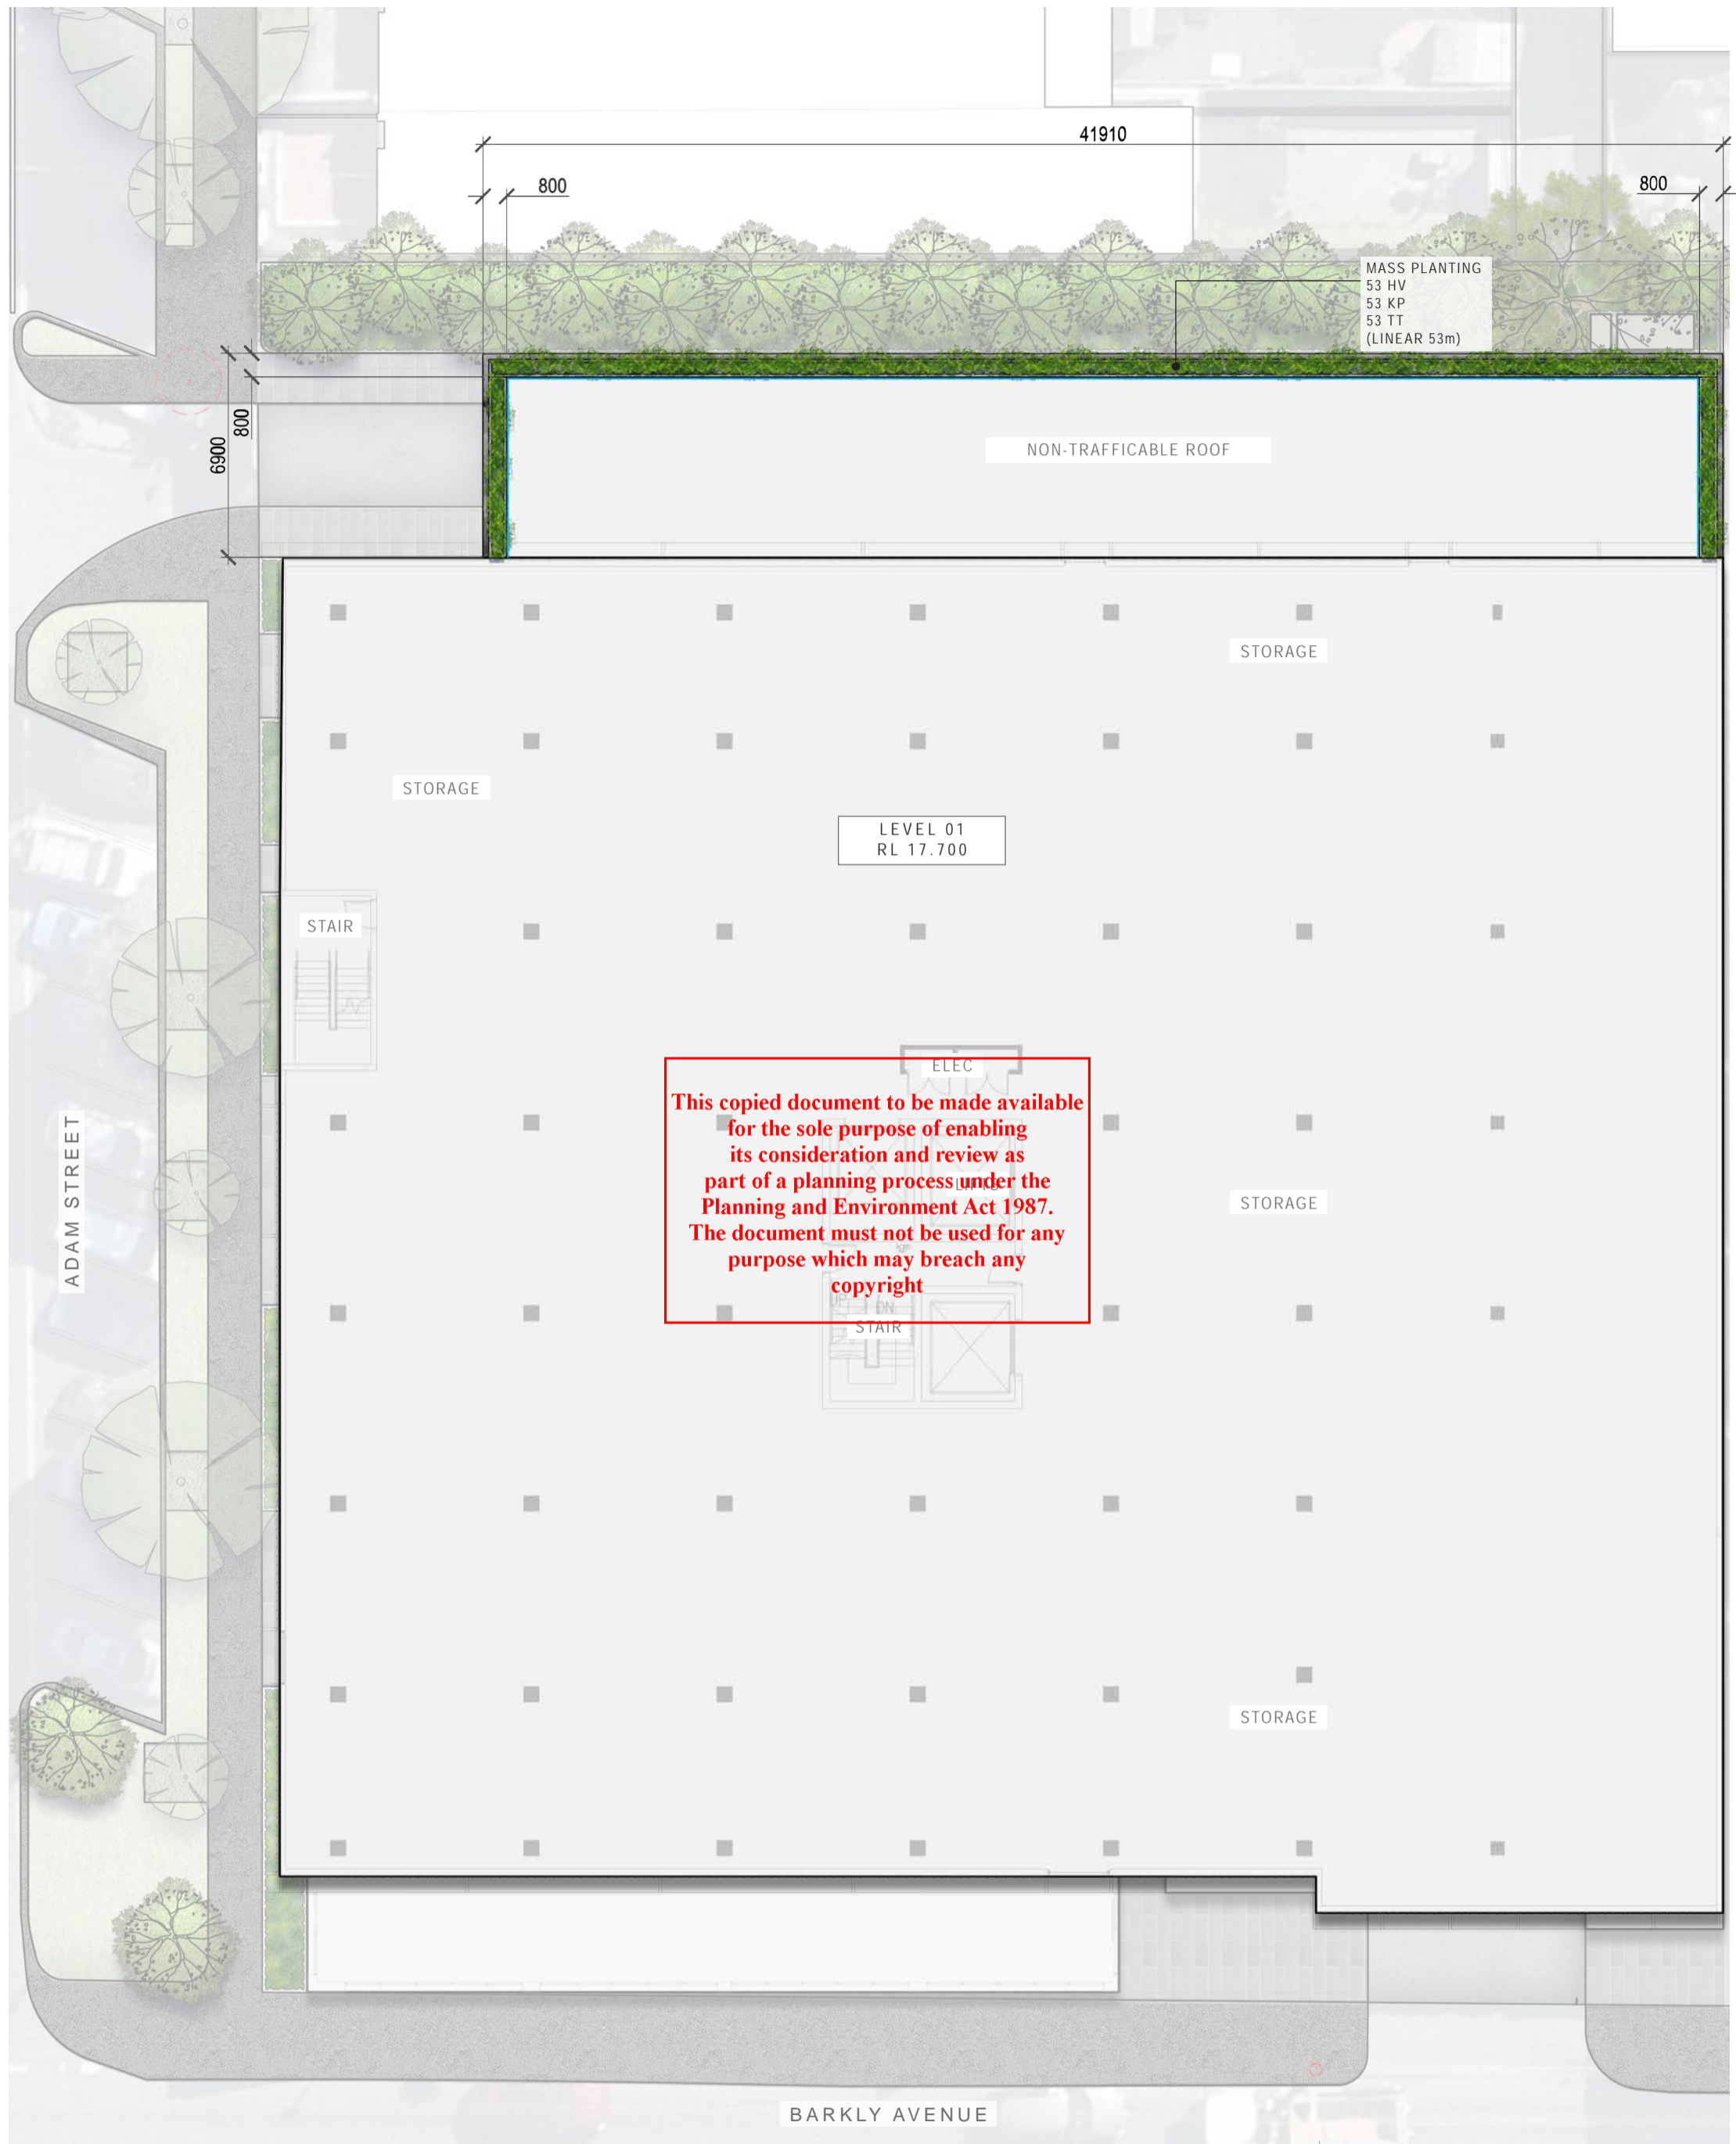 41910
800
800
MASS PLANTING
53 HV
53 KP
53 TT
(LINEAR 53m)
800
6900
NON-TRAFFICABLE ROOF
STORAGE
STORAGE
LEVEL 01
RL 17.700
STAIR
ELEC
This copied document to be made available
for the sole purpose of enabling
its consideration and review as
part of a planning process under the
Planning and Environment Act 1987.
The document must not be used for any
purpose which may breach any
copyright
ADAM STREET
STORAGE
UP
DN
STAIR
STORAGE
BARKLY AVENUE